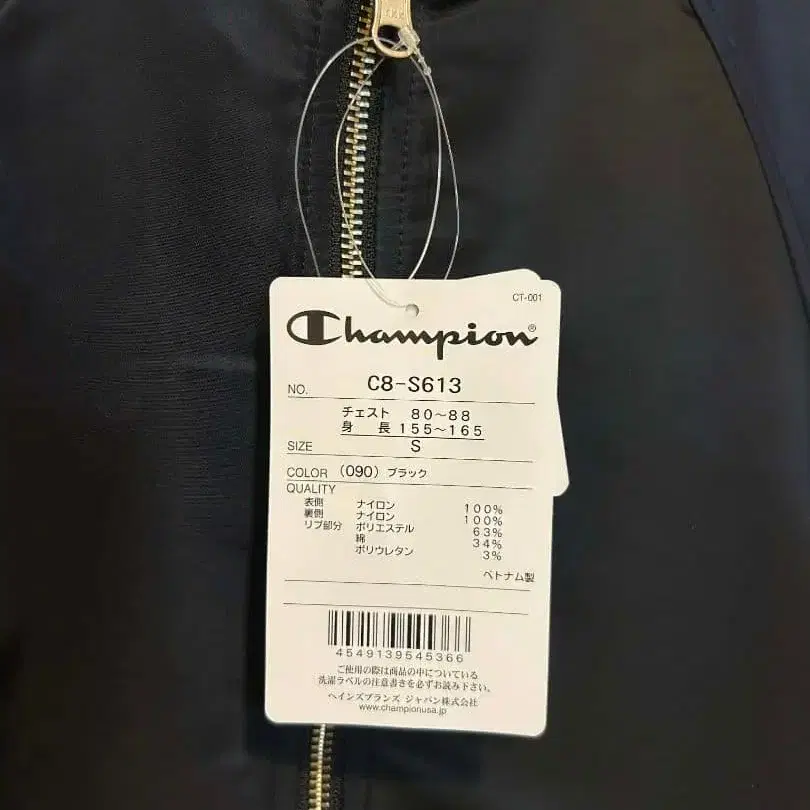 CT-001
Champion®
NO. C8-S613
チェスト 80~88
身 長 155~165
SIZE S
COLOR (090) ブラック
QUALITY
表側 ナイロン 100%
裏側 ナイロン 100%
リブ部分 ポリエステル 63%
綿 34%
ポリウレタン 3%
ベトナム製
4549139545366
ご使用の際は商品の中についている
洗濯ラベルの注意書きを必ずお読み下さい。
ヘインズブランズ ジャパン株式会社
www.championusa.jp